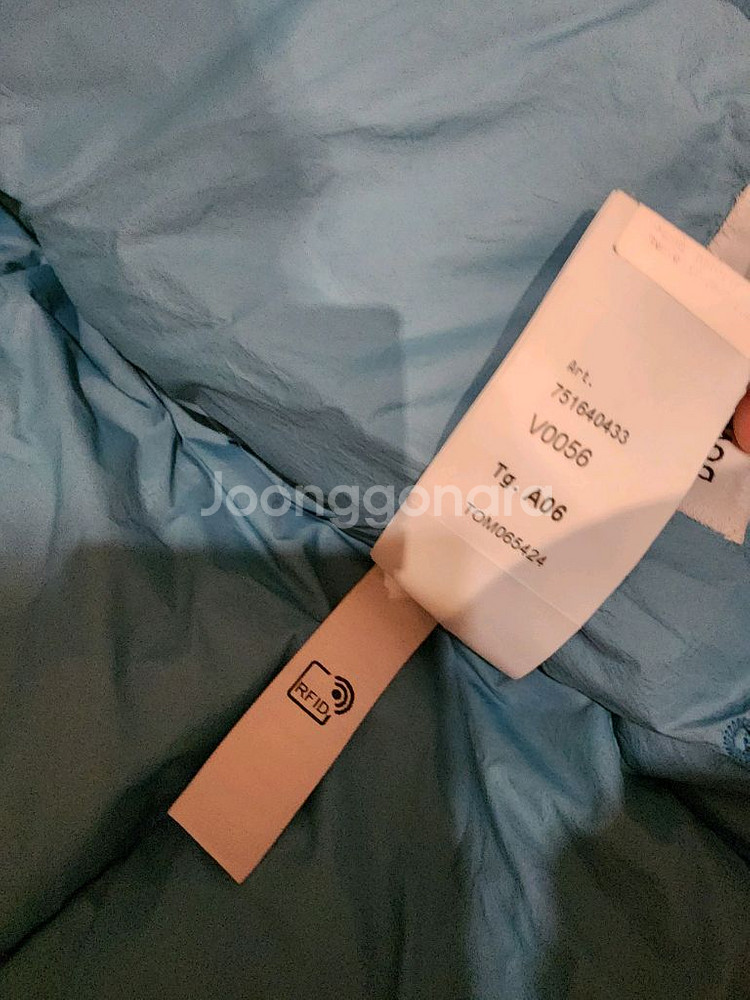 Art.
751640433
V0056
Tg. A06
TOM065424
Joonggonara
RFID